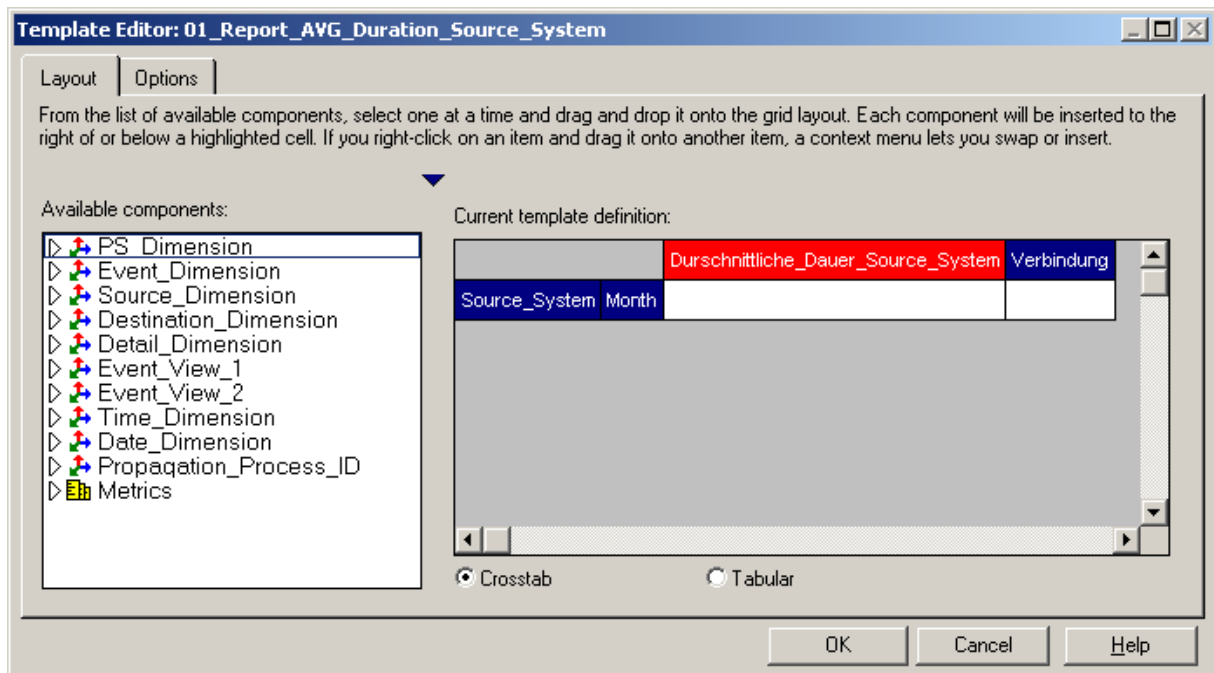 Template Editor: 01_Report_AVG_Duration_Source_System
Layout
Options
From the list of available components, select one at a time and drag and drop it onto the grid layout. Each component will be inserted to the
right of or below a highlighted cell. If you right-click on an item and drag it onto another item, a context menu lets you swap or insert.
Available components:
PS_Dimension
Event_Dimension
Source_Dimension
Destination_Dimension
Detail_Dimension
Event_View_1
Event_View_2
Time_Dimension
Date_Dimension
Propagation_Process_ID
Metrics
Current template definition:
Durschnittliche_Dauer_Source_System Verbindung
Source_System Month
Crosstab
Tabular
OK
Cancel
Help